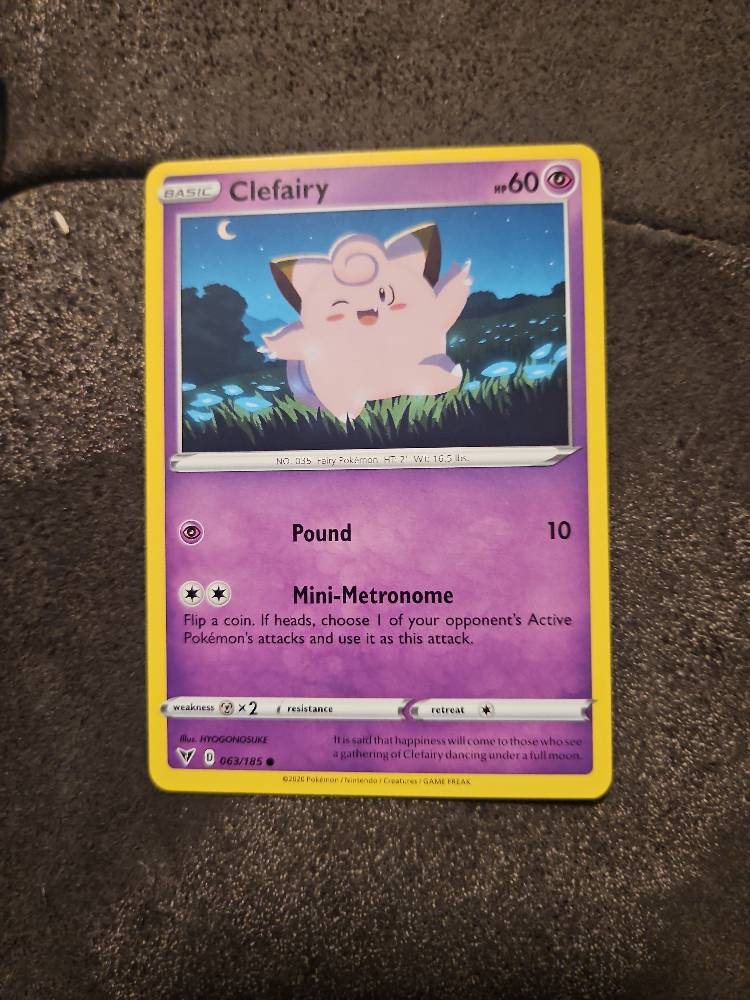 BASIC Clefairy HP60
NO. 035 Fairy Pokémon HT: 2' WT: 16.5 lbs.
Pound 10
Mini-Metronome
Flip a coin. If heads, choose 1 of your opponent's Active
Pokémon's attacks and use it as this attack.
weakness ×2 resistance retreat
Illus. HYOGONOSUKE
It is said that happiness will come to those who see
a gathering of Clefairy dancing under a full moon.
D 063/185
©2020 Pokémon / Nintendo / Creatures / GAME FREAK